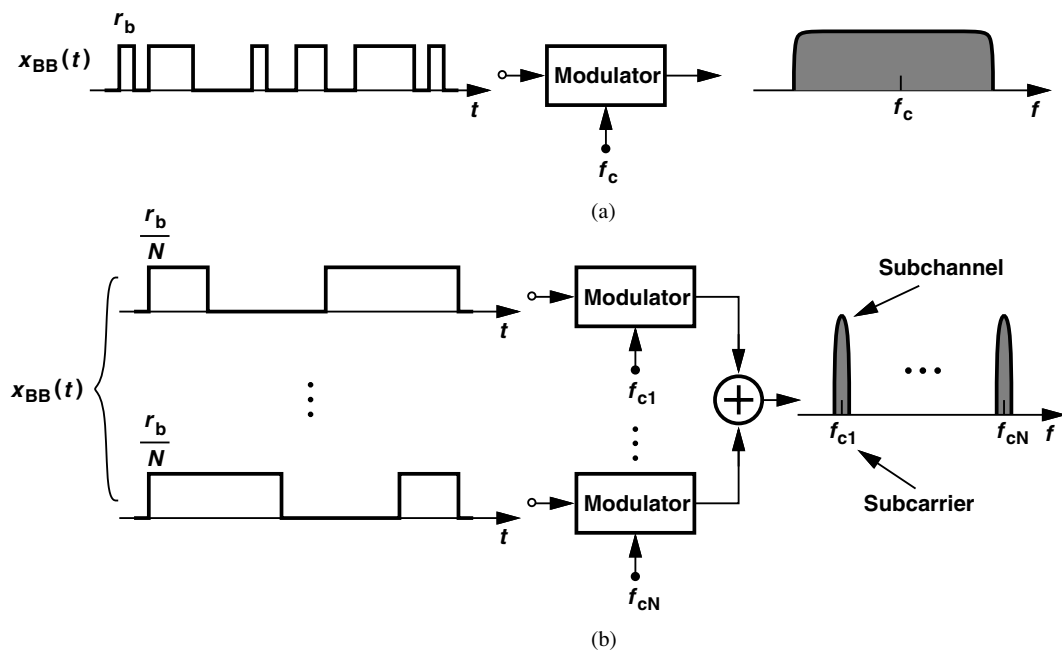 r_b
x_BB(t)
t
Modulator
f_c
f_c
f
(a)
r_b/N
t
Modulator
f_c1
Subchannel
x_BB(t)
r_b/N
t
Modulator
f_cN
f_c1
f_cN
f
Subcarrier
(b)